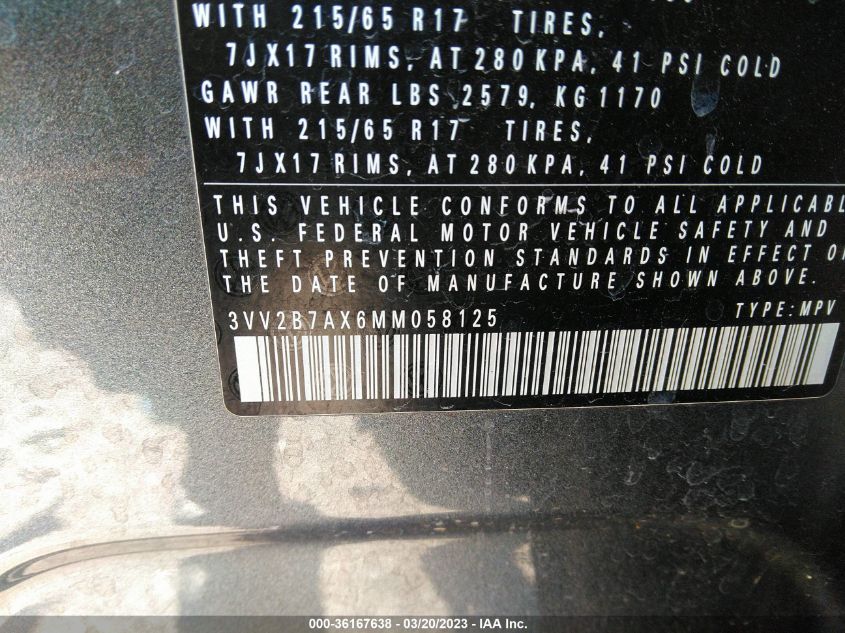 WITH 215/65 R17 TIRES,
7JX17 RIMS, AT 280 KPA, 41 PSI COLD
GAWR REAR LBS 2579, KG 1170
WITH 215/65 R17 TIRES,
7JX17 RIMS, AT 280 KPA, 41 PSI COLD
THIS VEHICLE CONFORMS TO ALL APPLICABL
U.S. FEDERAL MOTOR VEHICLE SAFETY AND
THEFT PREVENTION STANDARDS IN EFFECT O
THE DATE OF MANUFACTURE SHOWN ABOVE.
3VV2B7AX6MM058125 TYPE: MPV
000-36167638 - 03/20/2023 - IAA Inc.